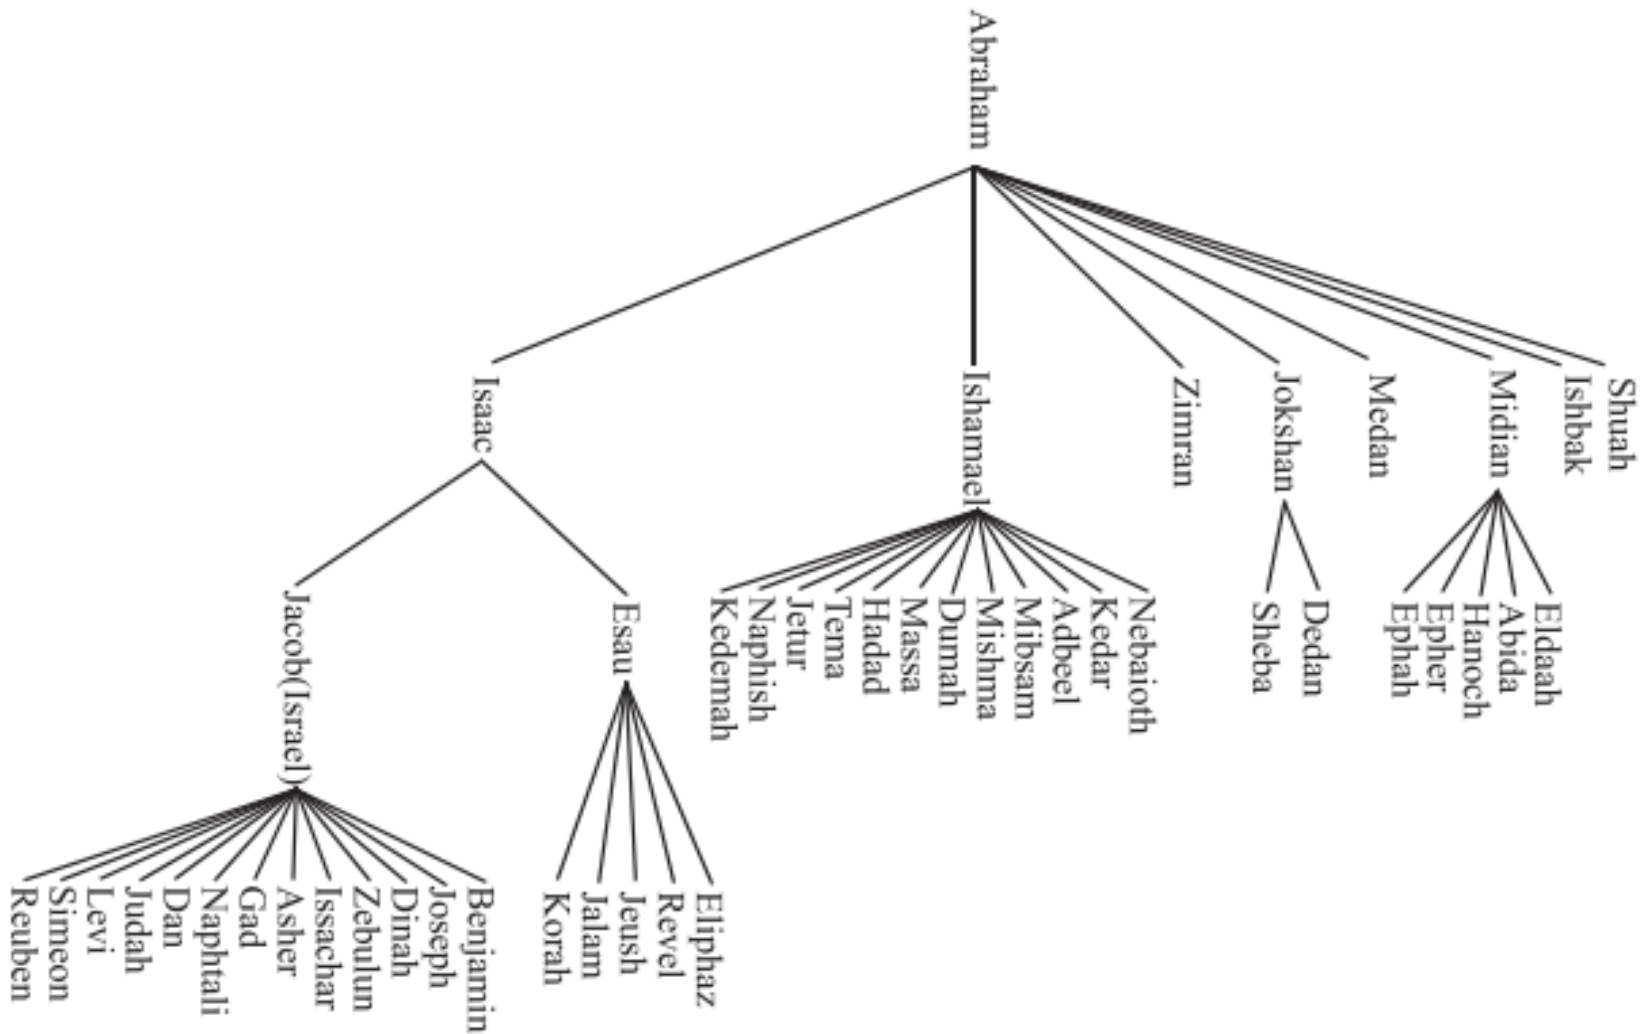 Abraham
Isaac
Ishamael
Zimran
Jokshan
Medan
Midian
Ishbak
Shuah
Jacob(Israel)
Esau
Kedemah
Naphish
Jetur
Tema
Hadad
Massa
Dumah
Mishma
Mibsam
Adbeel
Kedar
Nebaioth
Sheba
Dedan
Ephah
Epher
Hanoch
Abida
Eldaah
Reuben
Simeon
Levi
Judah
Dan
Naphtali
Gad
Asher
Issachar
Zebulun
Dinah
Joseph
Benjamin
Korah
Jalam
Jeush
Revel
Eliphaz